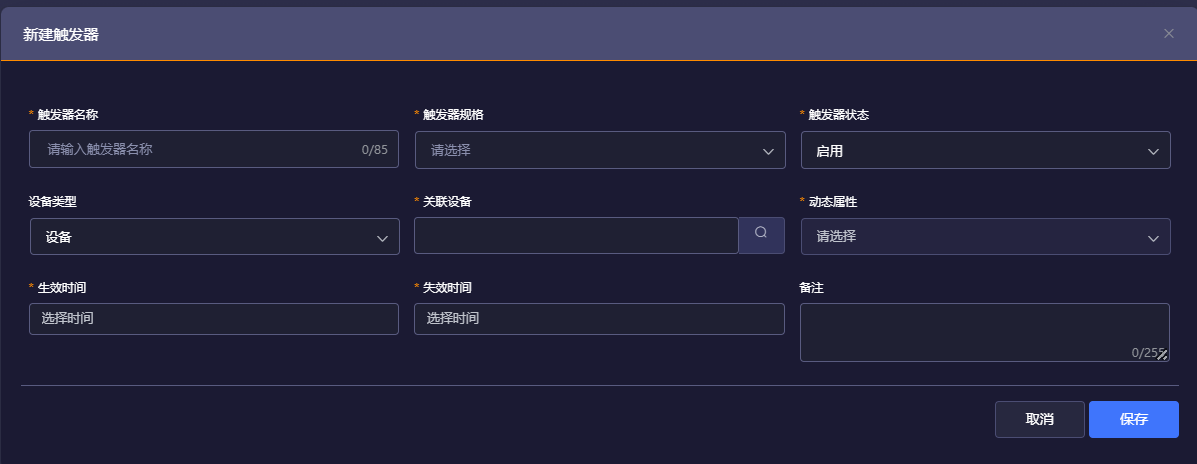 新建触发器
* 触发器名称
* 触发器规格
* 触发器状态
请输入触发器名称 0/85
请选择
启用
设备类型
* 关联设备
* 动态属性
设备
请选择
* 生效时间
* 失效时间
备注
选择时间
选择时间
0/255
取消
保存